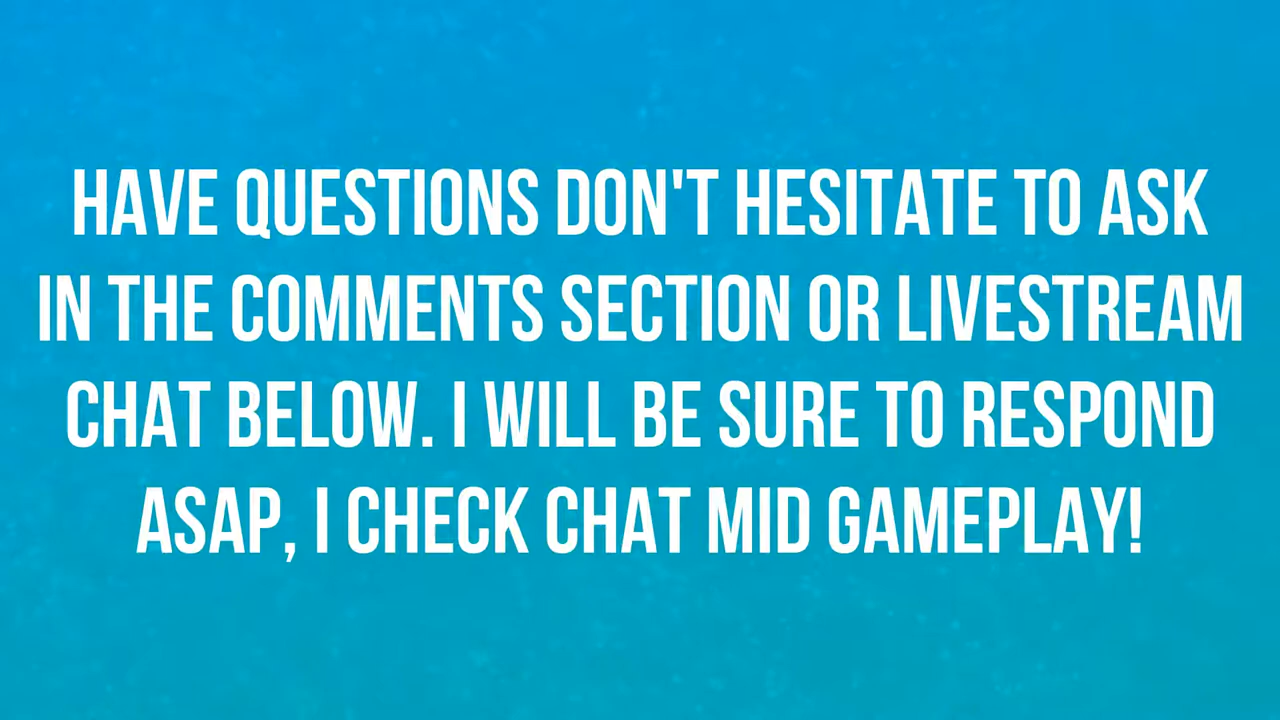 HAVE QUESTIONS DON'T HESITATE TO ASK
IN THE COMMENTS SECTION OR LIVESTREAM
CHAT BELOW. I WILL BE SURE TO RESPOND
ASAP, I CHECK CHAT MID GAMEPLAY!